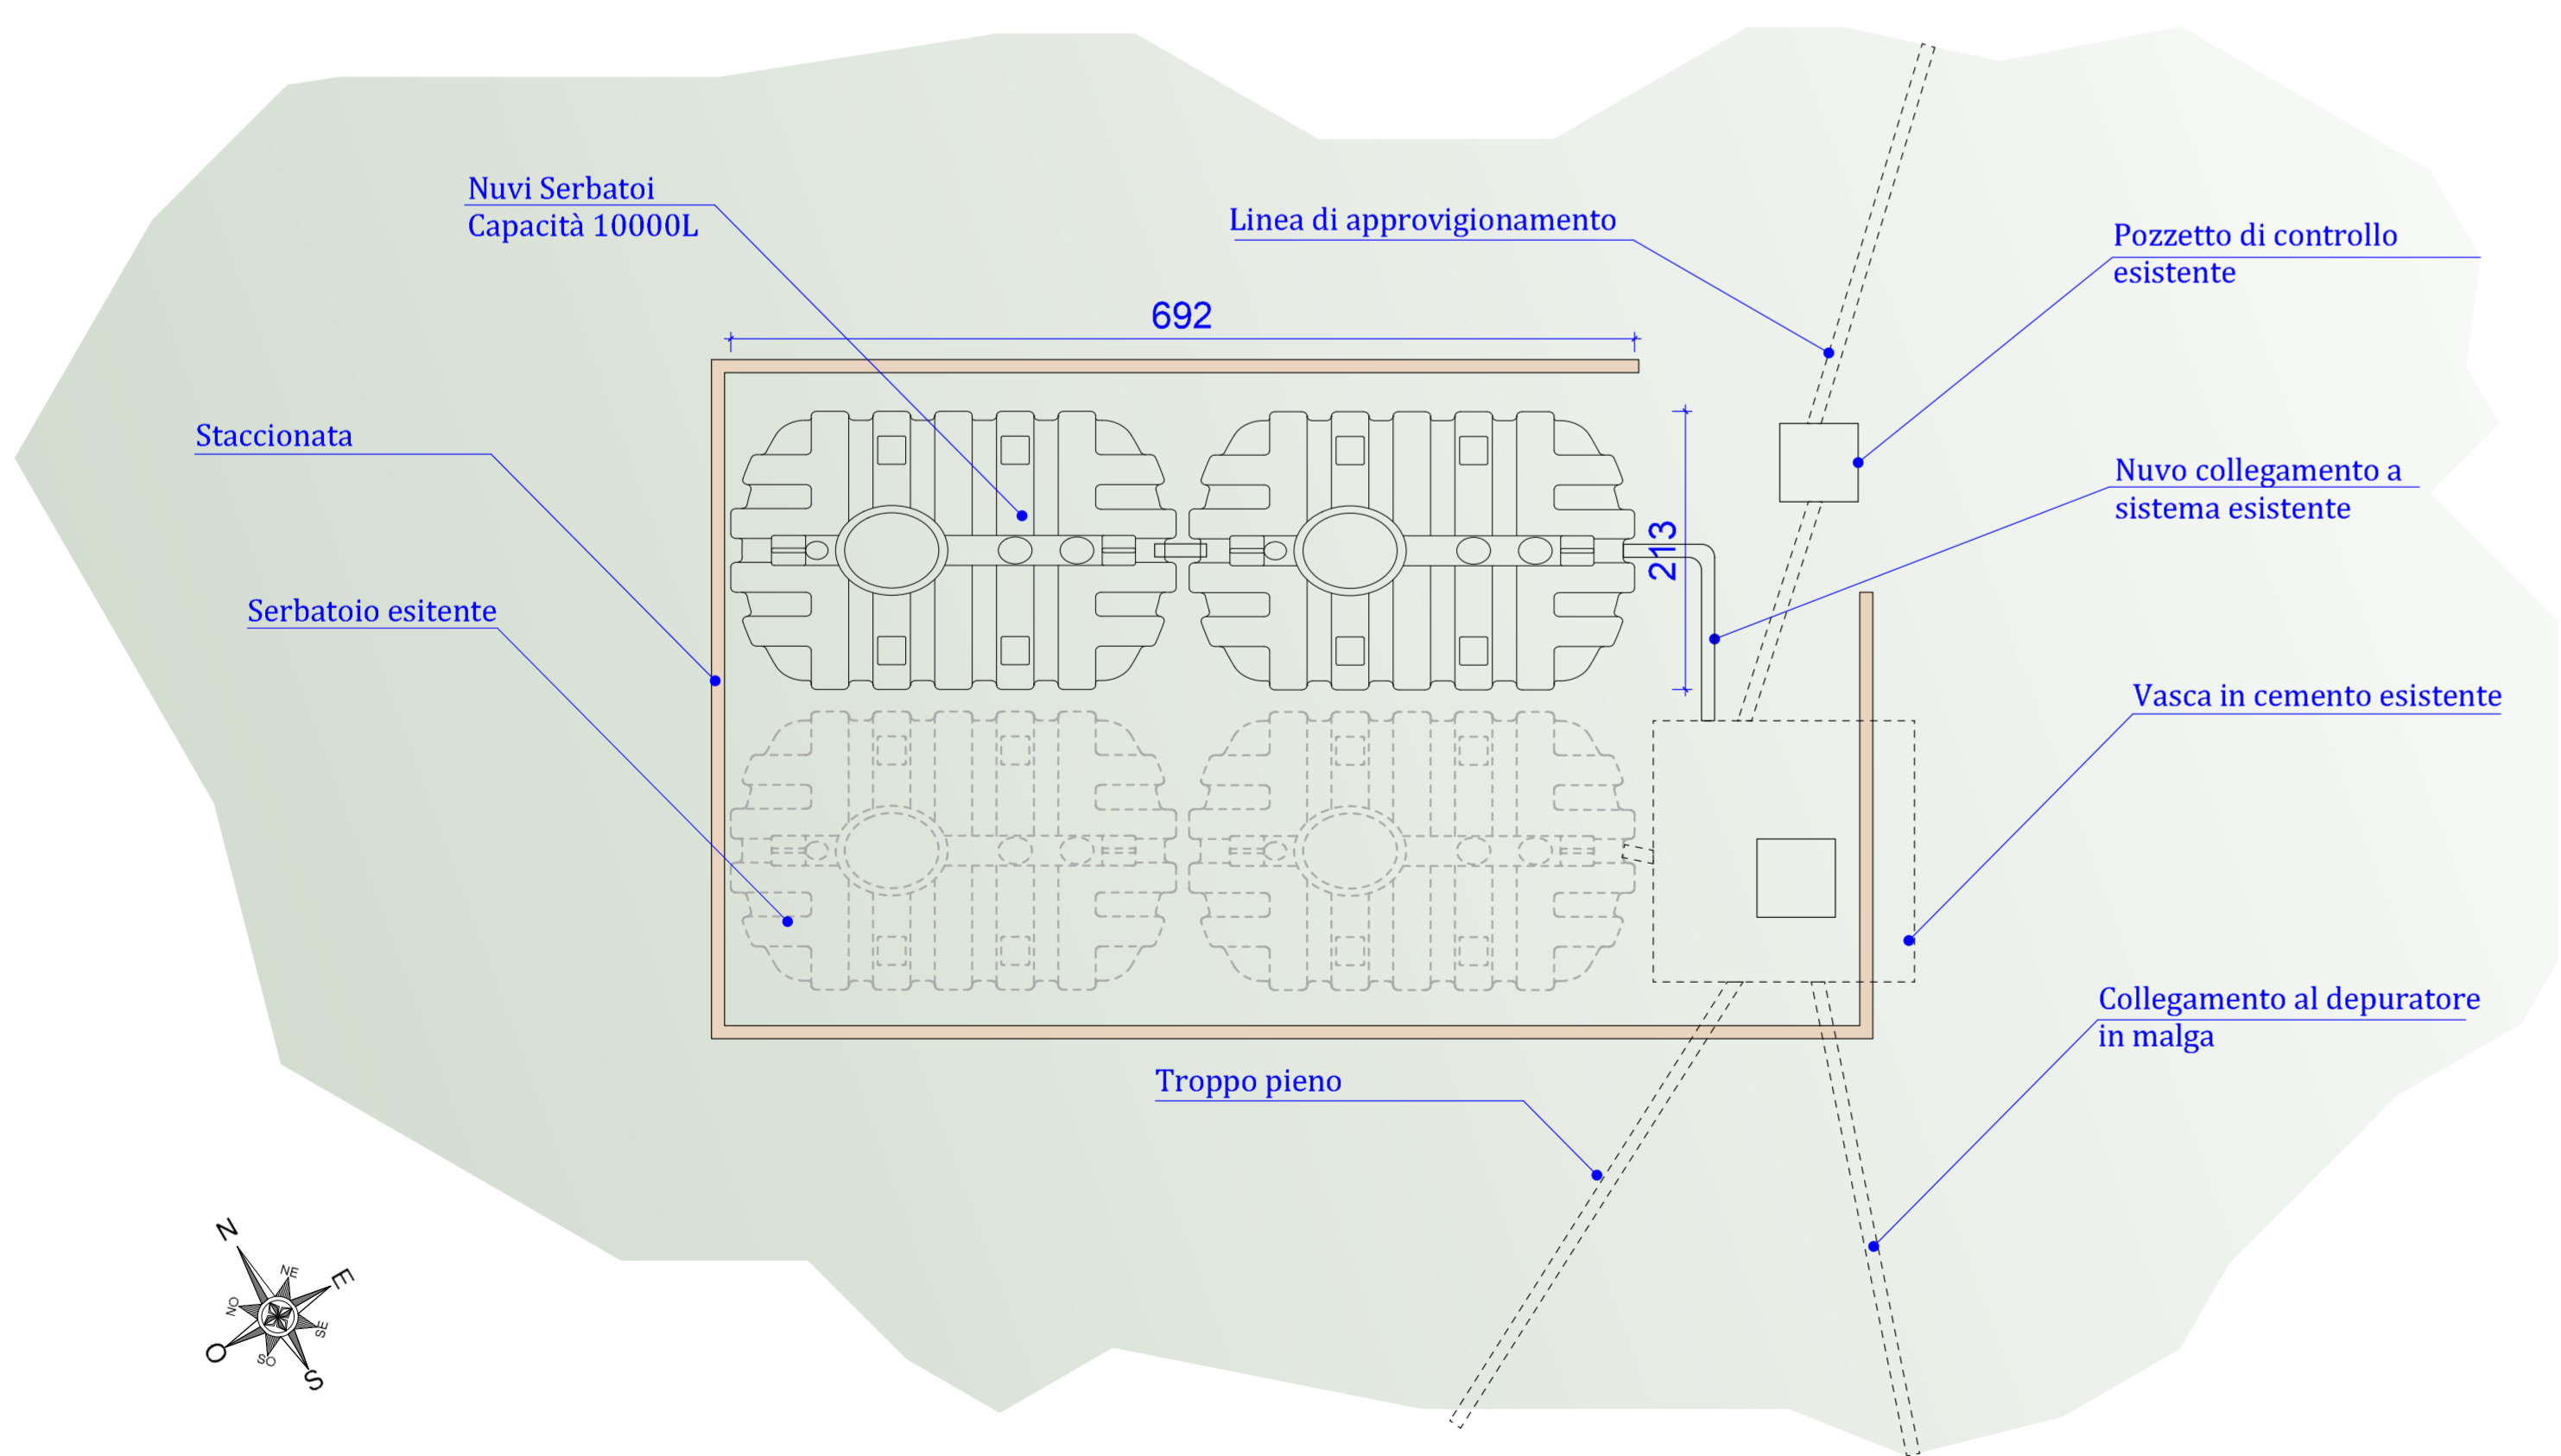 Nuvi Serbatoi
Capacità 10000L
Linea di approvigionamento
Pozzetto di controllo
esistente
692
Staccionata
Nuvo collegamento a
sistema esistente
213
Serbatoio esitente
Vasca in cemento esistente
Collegamento al depuratore
in malga
Troppo pieno
N
NE
E
NO
SE
O
SO
S